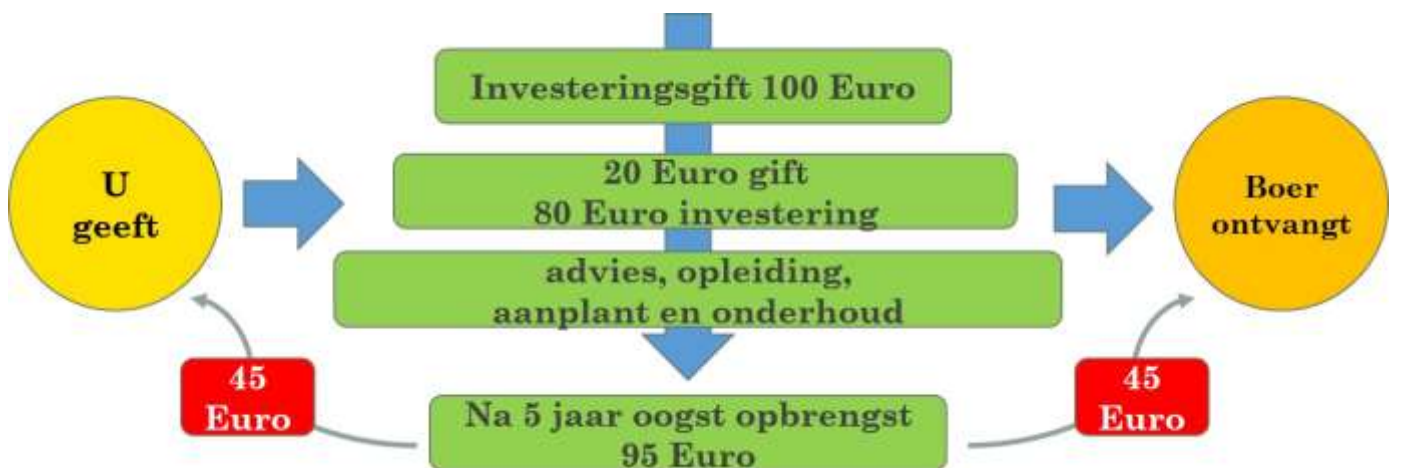 Investeringsgift 100 Euro
U
geeft
20 Euro gift
80 Euro investering
Boer
ontvangt
advies, opleiding,
aanplant en onderhoud
45
Euro
45
Euro
Na 5 jaar oogst opbrengst
95 Euro